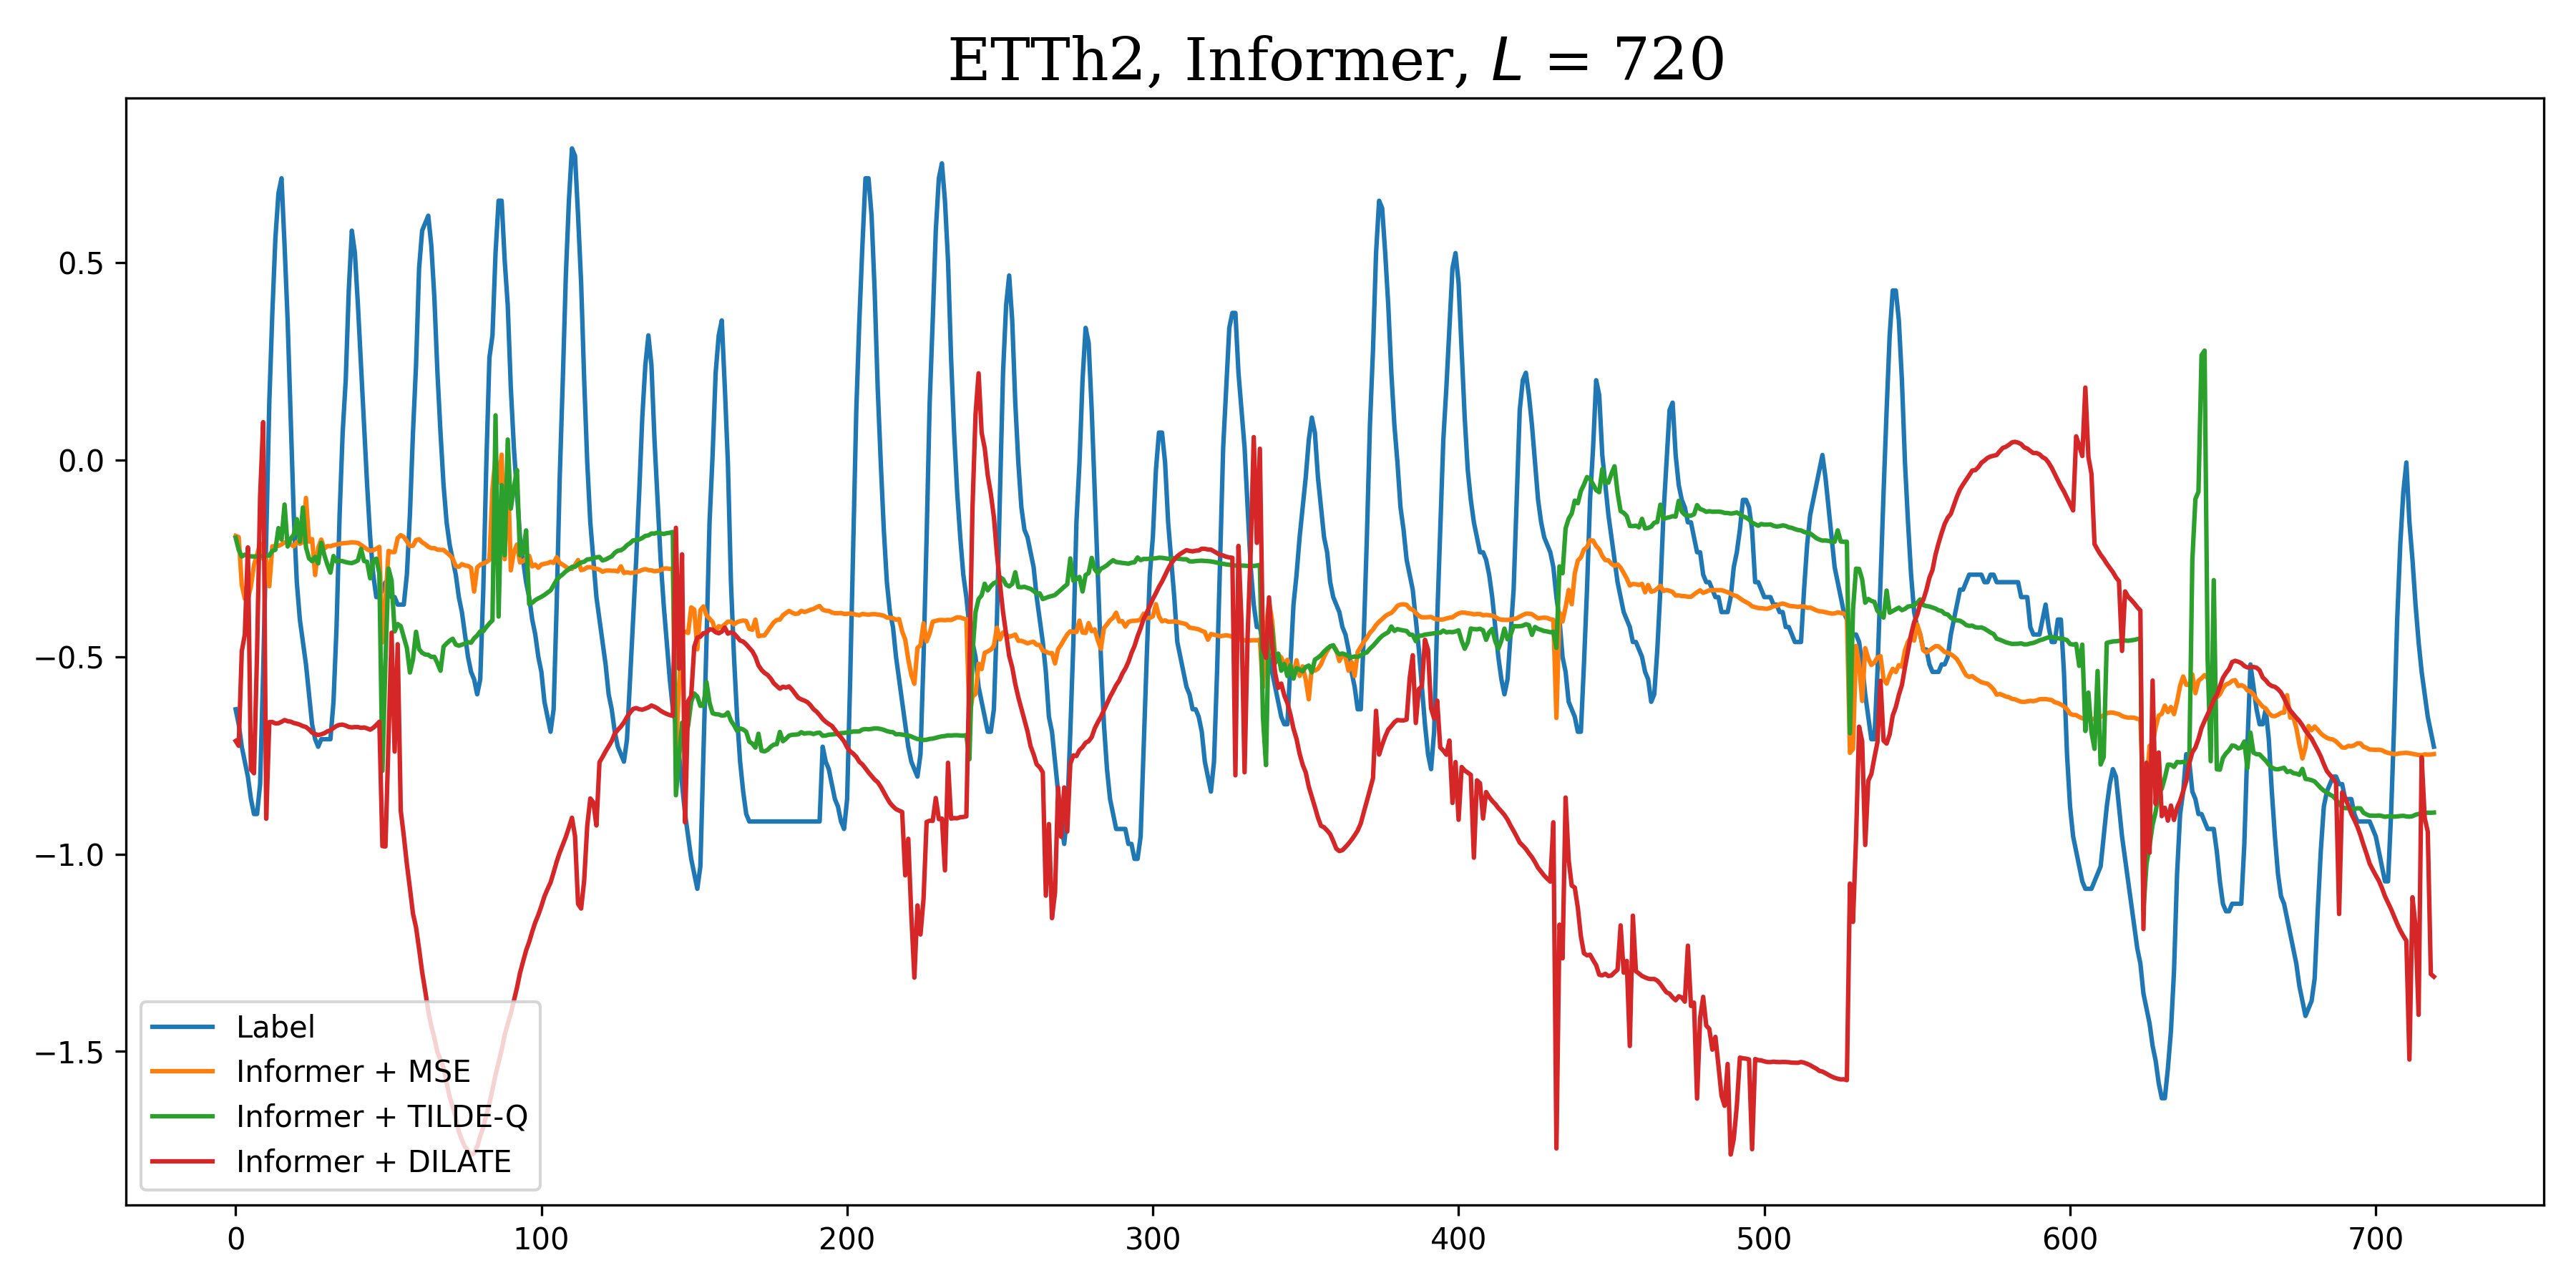 ETTh2, Informer, L = 720
0.5
0.0
−0.5
−1.0
−1.5
Label
Informer + MSE
Informer + TILDE-Q
Informer + DILATE
0 100 200 300 400 500 600 700